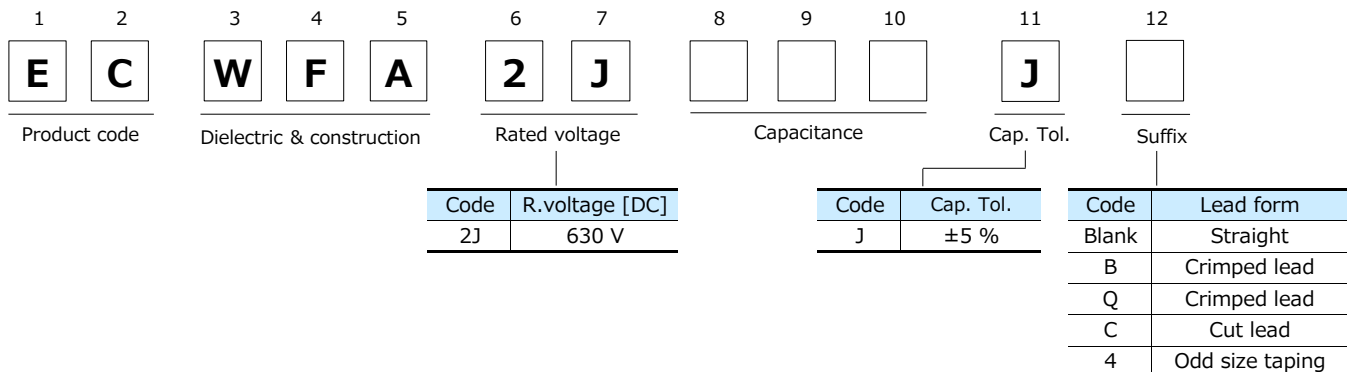 1 2 3 4 5 6 7 8 9 10 11 12
E C W F A 2 J J
Product code Dielectric & construction Rated voltage Capacitance Cap. Tol. Suffix
Code R.voltage [DC]
2J 630 V
Code Cap. Tol.
J ±5 %
Code Lead form
Blank Straight
B Crimped lead
Q Crimped lead
C Cut lead
4 Odd size taping